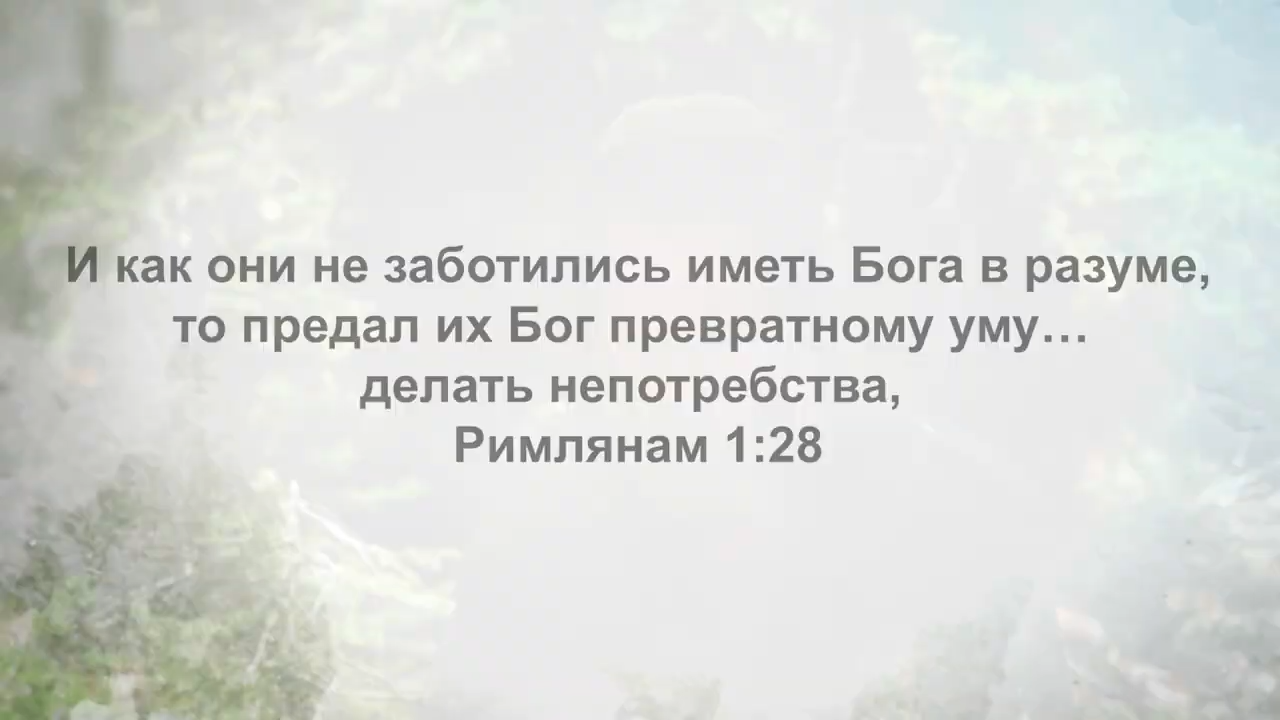 И как они не заботились иметь Бога в разуме,
то предал их Бог превратному уму…
делать непотребства,
Римлянам 1:28